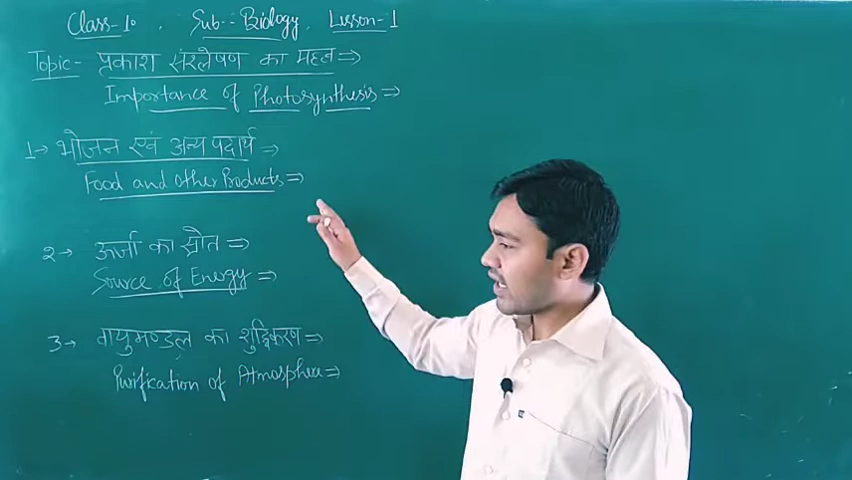 Class-10. Sub-- Biology. Lesson-1
Topic- प्रकाश संश्लेषण का महत्व ⇒
Importance of Photosynthesis ⇒
1→ भोजन एवं अन्य पदार्थ ⇒
Food and other Products ⇒
2→ ऊर्जा का स्रोत ⇒
Source of Energy ⇒
3→ वायुमण्डल का शुद्धिकरण ⇒
Purification of Atmosphere ⇒